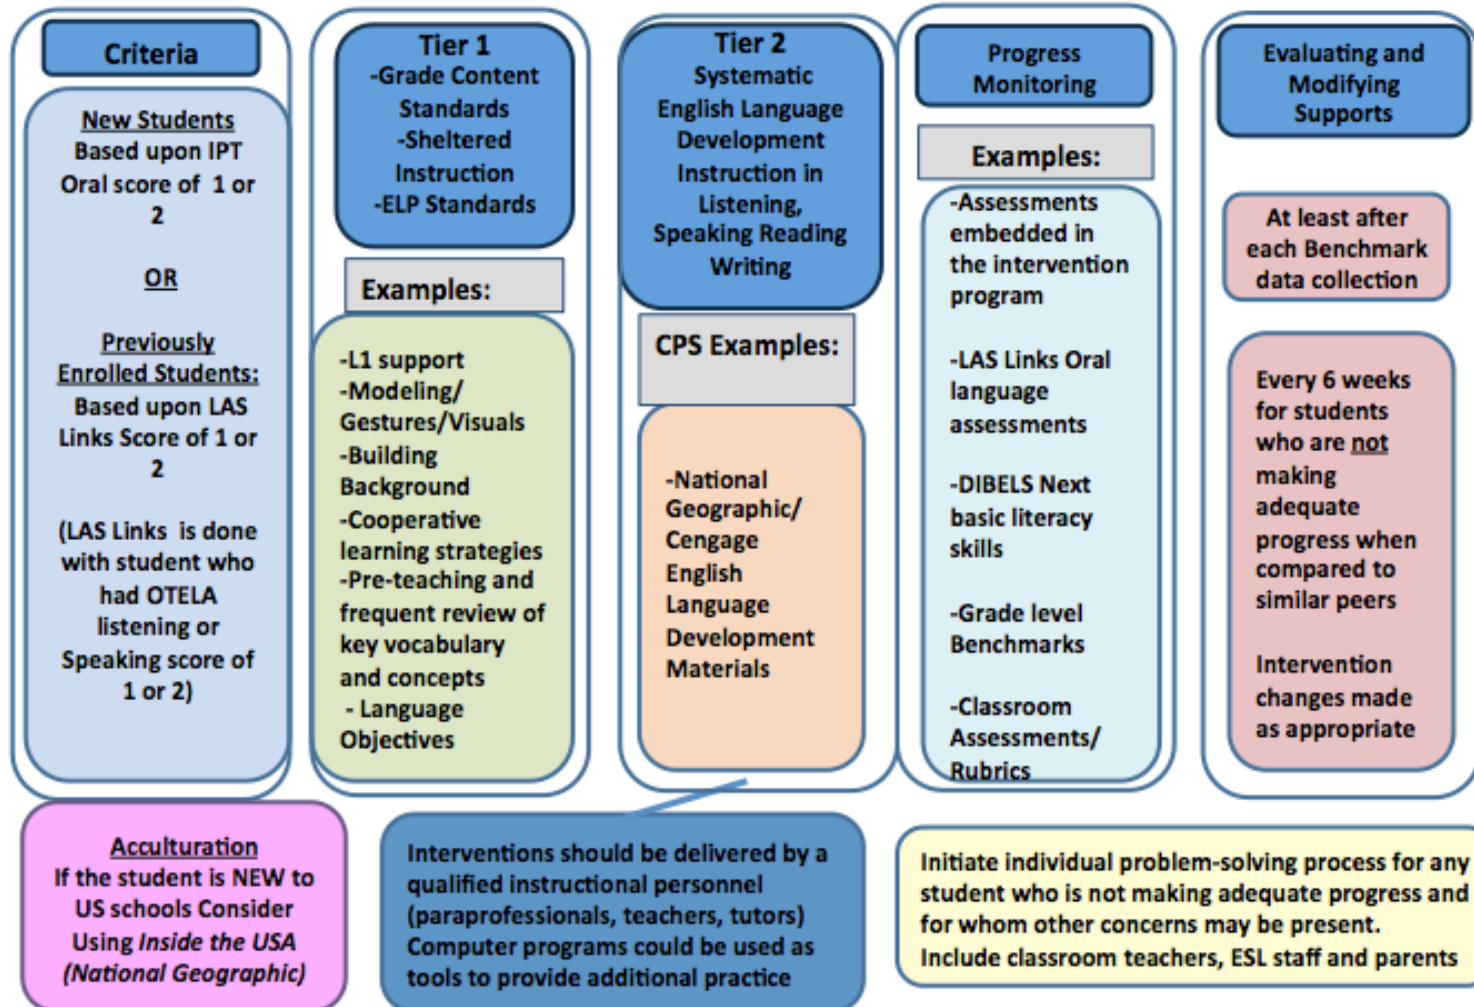 Criteria
New Students
Based upon IPT
Oral score of 1 or
2
OR
Previously
Enrolled Students:
Based upon LAS
Links Score of 1 or
2
(LAS Links is done
with student who
had OTELA
listening or
Speaking score of
1 or 2)
Tier 1
-Grade Content
Standards
-Sheltered
Instruction
-ELP Standards
Examples:
-L1 support
-Modeling/
Gestures/Visuals
-Building
Background
-Cooperative
learning strategies
-Pre-teaching and
frequent review of
key vocabulary
and concepts
- Language
Objectives
Tier 2
Systematic
English Language
Development
Instruction in
Listening,
Speaking Reading
Writing
CPS Examples:
-National
Geographic/
Cengage
English
Language
Development
Materials
Progress
Monitoring
Examples:
-Assessments
embedded in
the intervention
program
-LAS Links Oral
language
assessments
-DIBELS Next
basic literacy
skills
-Grade level
Benchmarks
-Classroom
Assessments/
Rubrics
Evaluating and
Modifying
Supports
At least after
each Benchmark
data collection
Every 6 weeks
for students
who are not
making
adequate
progress when
compared to
similar peers
Intervention
changes made
as appropriate
Acculturation
If the student is NEW to
US schools Consider
Using Inside the USA
(National Geographic)
Interventions should be delivered by a
qualified instructional personnel
(paraprofessionals, teachers, tutors)
Computer programs could be used as
tools to provide additional practice
Initiate individual problem-solving process for any
student who is not making adequate progress and
for whom other concerns may be present.
Include classroom teachers, ESL staff and parents